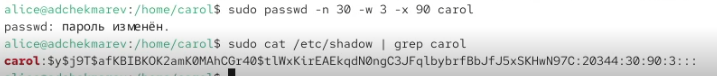 alice@adchekmarev:/home/carol$ sudo passwd -n 30 -w 3 -x 90 carol
passwd: пароль изменён.
alice@adchekmarev:/home/carol$ sudo cat /etc/shadow | grep carol
carol:$y$j9T$afKBIBKOK2amK0MAhCGr40$tlWxKirEAEkqdN0ngC3JFqlbybrfBbJfJ5xSKHwN97C:20344:30:90:3:::